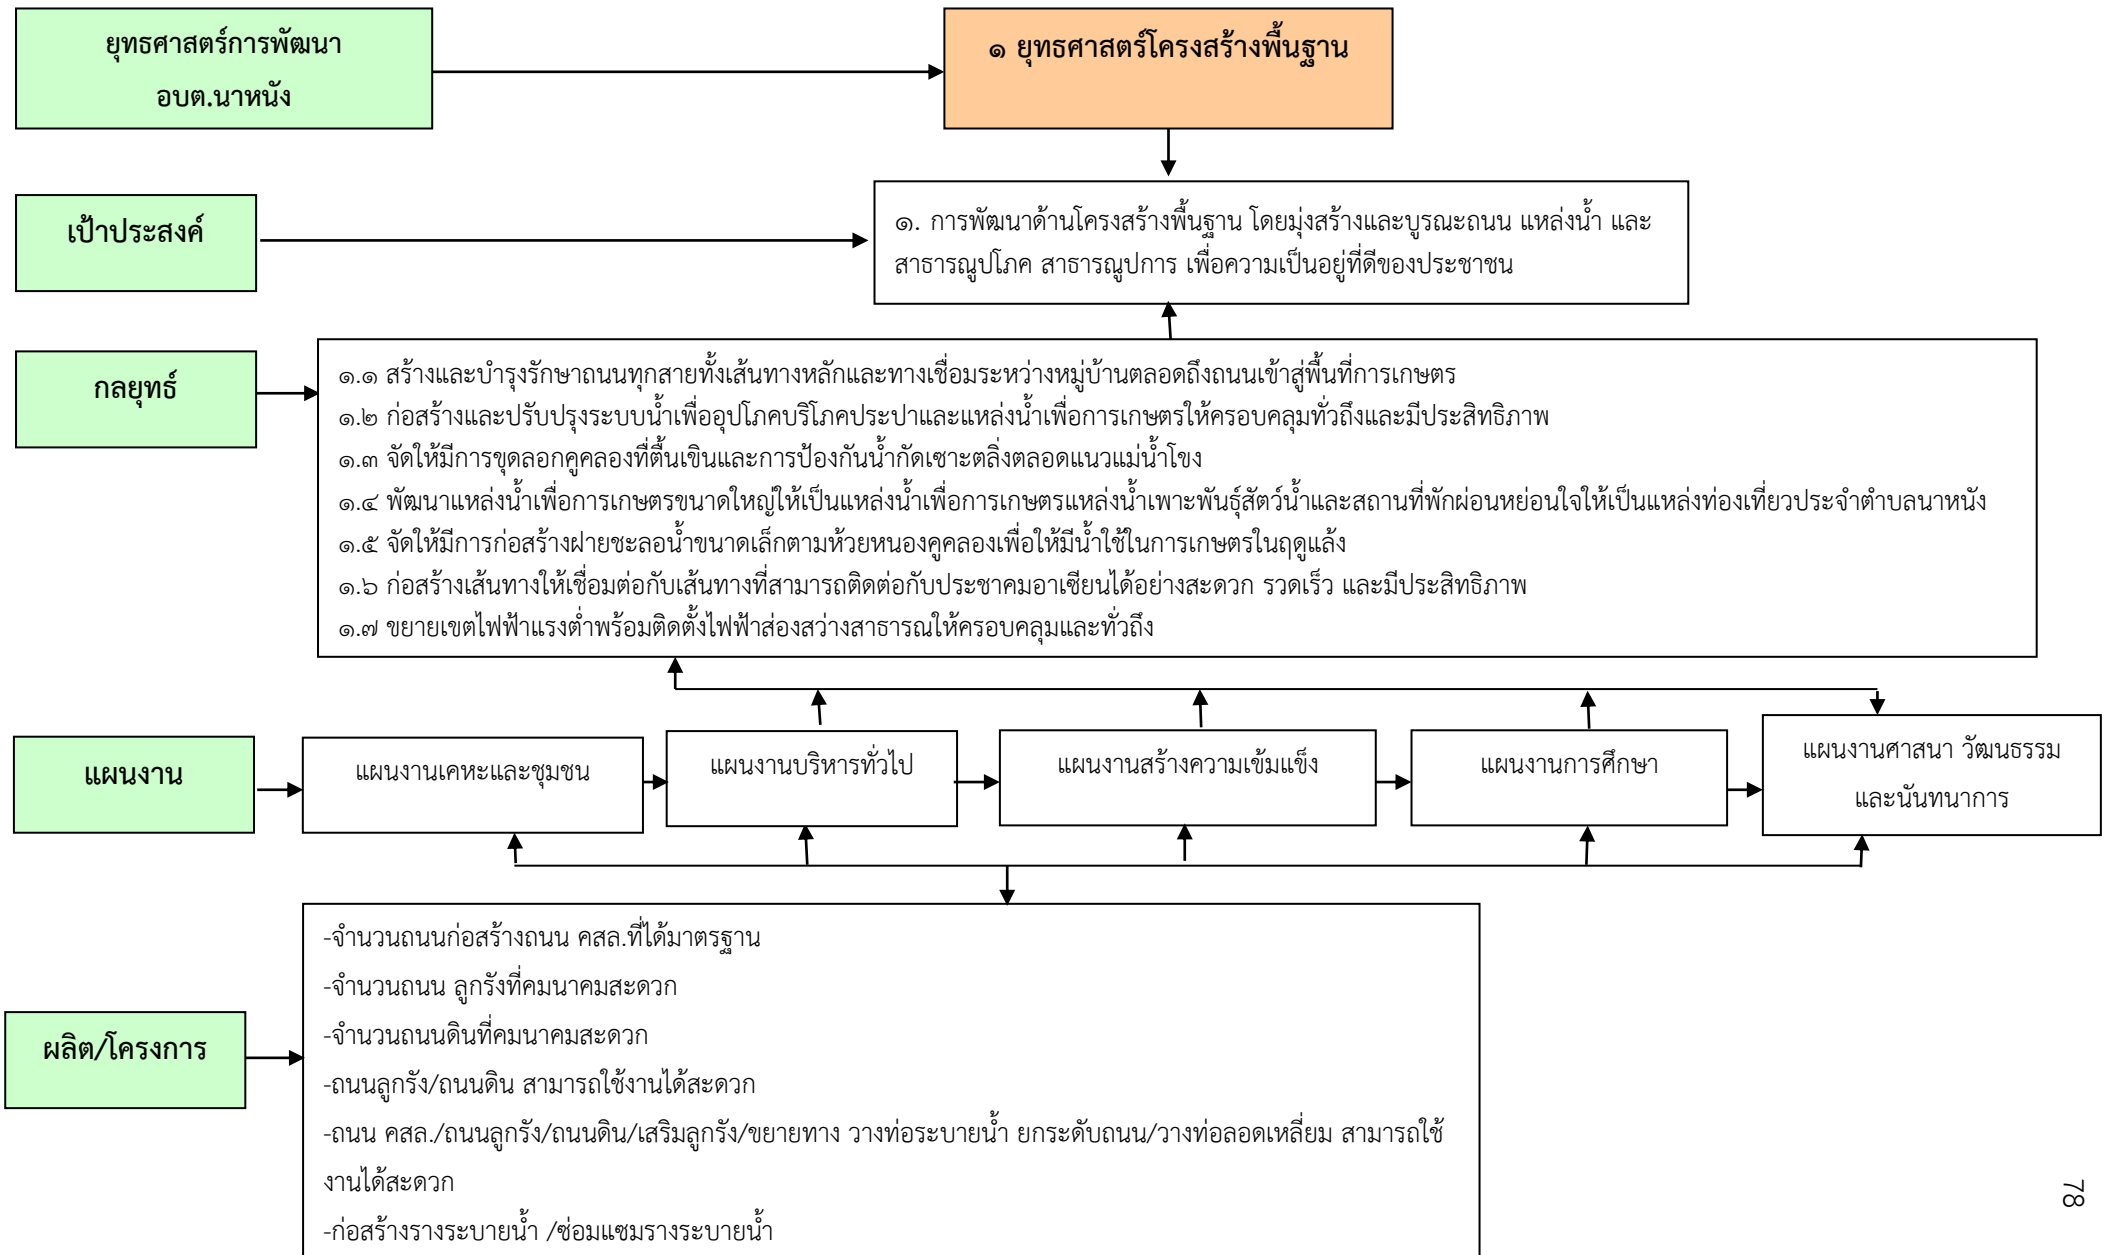 ยุทธศาสตร์การพัฒนา
อบต.นาหนัง
๑ ยุทธศาสตร์โครงสร้างพื้นฐาน
เป้าประสงค์
๑. การพัฒนาด้านโครงสร้างพื้นฐาน โดยมุ่งสร้างและบูรณะถนน แหล่งน้ำ และ
สาธารณูปโภค สาธารณูปการ เพื่อความเป็นอยู่ที่ดีของประชาชน
กลยุทธ์
๑.๑ สร้างและบำรุงรักษาถนนทุกสายทั้งเส้นทางหลักและทางเชื่อมระหว่างหมู่บ้านตลอดถึงถนนเข้าสู่พื้นที่การเกษตร
๑.๒ ก่อสร้างและปรับปรุงระบบน้ำเพื่ออุปโภคบริโภคประปาและแหล่งน้ำเพื่อการเกษตรให้ครอบคลุมทั่วถึงและมีประสิทธิภาพ
๑.๓ จัดให้มีการขุดลอกคูคลองที่ตื้นเขินและการป้องกันน้ำกัดเซาะตลิ่งตลอดแนวแม่น้ำโขง
๑.๔ พัฒนาแหล่งน้ำเพื่อการเกษตรขนาดใหญ่ให้เป็นแหล่งน้ำเพื่อการเกษตรแหล่งน้ำเพาะพันธุ์สัตว์น้ำและสถานที่พักผ่อนหย่อนใจให้เป็นแหล่งท่องเที่ยวประจำตำบลนาหนัง
๑.๕ จัดให้มีการก่อสร้างฝายชะลอน้ำขนาดเล็กตามห้วยหนองคูคลองเพื่อให้มีน้ำใช้ในการเกษตรในฤดูแล้ง
๑.๖ ก่อสร้างเส้นทางให้เชื่อมต่อกับเส้นทางที่สามารถติดต่อกับประชาคมอาเซียนได้อย่างสะดวก รวดเร็ว และมีประสิทธิภาพ
๑.๗ ขยายเขตไฟฟ้าแรงต่ำพร้อมติดตั้งไฟฟ้าส่องสว่างสาธารณให้ครอบคลุมและทั่วถึง
แผนงาน
แผนงานเคหะและชุมชน
แผนงานบริหารทั่วไป
แผนงานสร้างความเข้มแข็ง
แผนงานการศึกษา
แผนงานศาสนา วัฒนธรรม
และนันทนาการ
ผลิต/โครงการ
-จำนวนถนนก่อสร้างถนน คสล.ที่ได้มาตรฐาน
-จำนวนถนน ลูกรังที่คมนาคมสะดวก
-จำนวนถนนดินที่คมนาคมสะดวก
-ถนนลูกรัง/ถนนดิน สามารถใช้งานได้สะดวก
-ถนน คสล./ถนนลูกรัง/ถนนดิน/เสริมลูกรัง/ขยายทาง วางท่อระบายน้ำ ยกระดับถนน/วางท่อลอดเหลี่ยม สามารถใช้
งานได้สะดวก
-ก่อสร้างรางระบายน้ำ /ซ่อมแซมรางระบายน้ำ
78